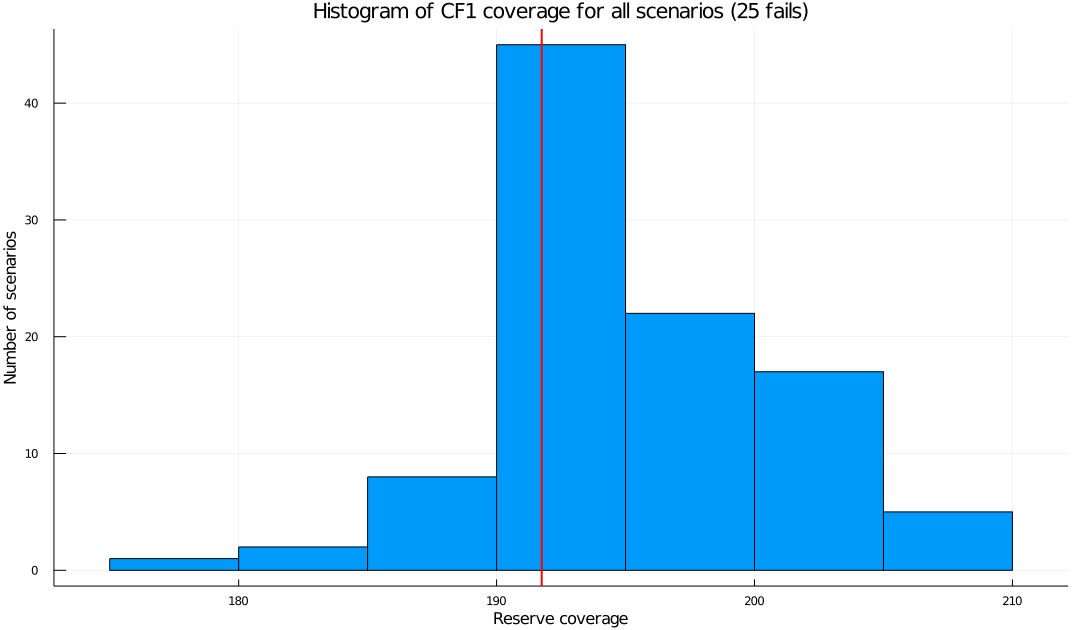 Histogram of CF1 coverage for all scenarios (25 fails)
Number of scenarios
40
30
20
10
0
180 190 200 210
Reserve coverage